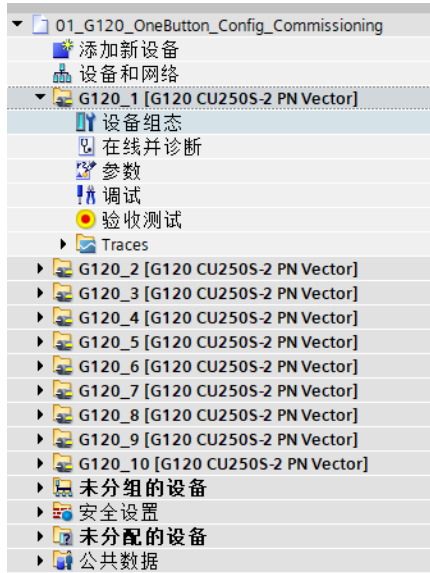 01_G120_OneButton_Config_Commissioning
添加新设备
设备和网络
G120_1 [G120 CU250S-2 PN Vector]
设备组态
在线并诊断
参数
调试
验收测试
Traces
G120_2 [G120 CU250S-2 PN Vector]
G120_3 [G120 CU250S-2 PN Vector]
G120_4 [G120 CU250S-2 PN Vector]
G120_5 [G120 CU250S-2 PN Vector]
G120_6 [G120 CU250S-2 PN Vector]
G120_7 [G120 CU250S-2 PN Vector]
G120_8 [G120 CU250S-2 PN Vector]
G120_9 [G120 CU250S-2 PN Vector]
G120_10 [G120 CU250S-2 PN Vector]
未分组的设备
安全设置
未分配的设备
公共数据